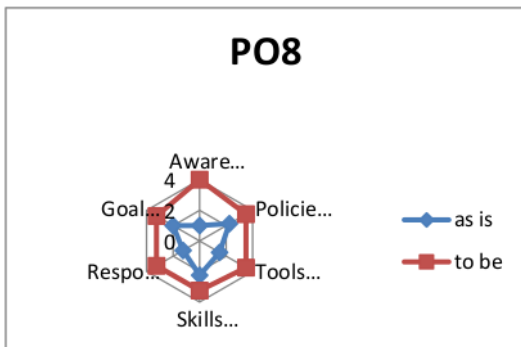 PO8
Aware...
4
Goal...
2
Policie...
0
Respo...
Tools...
Skills...
as is
to be